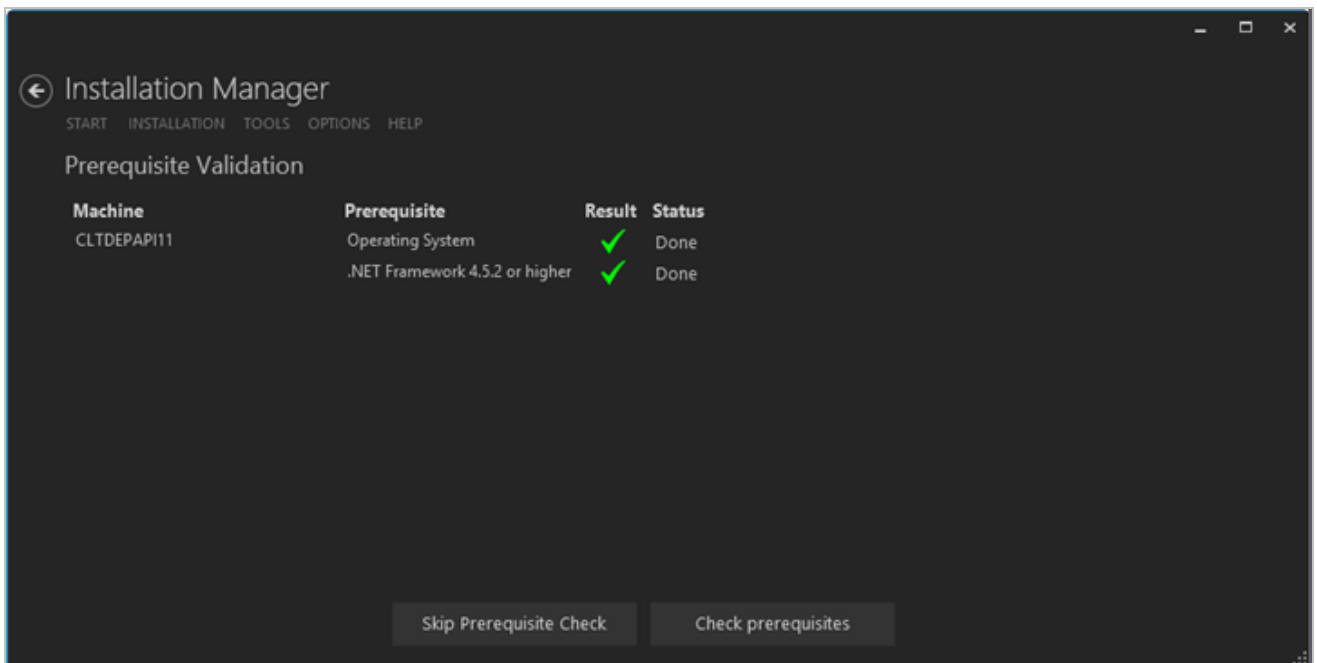 Installation Manager
START INSTALLATION TOOLS OPTIONS HELP
Prerequisite Validation
Machine Prerequisite Result Status
CLTDEPAPI11 Operating System Done
.NET Framework 4.5.2 or higher Done
Skip Prerequisite Check Check prerequisites